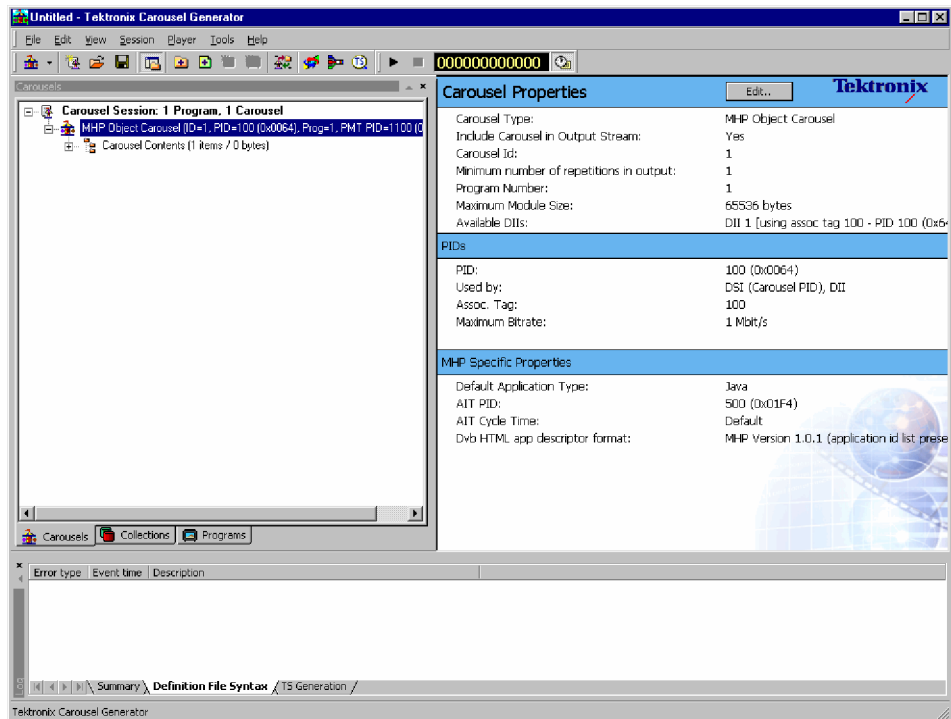 Untitled - Tektronix Carousel Generator
File Edit View Session Player Tools Help
000000000000
Carousels
Carousel Session: 1 Program, 1 Carousel
MHP Object Carousel (ID=1, PID=100 (0x0064), Prog=1, PMT PID=1100 (0
Carousel Contents (1 items / 0 bytes)
Carousels Collections Programs
Carousel Properties Edit.. Tektronix
Carousel Type: MHP Object Carousel
Include Carousel in Output Stream: Yes
Carousel Id: 1
Minimum number of repetitions in output: 1
Program Number: 1
Maximum Module Size: 65536 bytes
Available DIIs: DII 1 [using assoc tag 100 - PID 100 (0x64
PIDs
PID: 100 (0x0064)
Used by: DSI (Carousel PID), DII
Assoc. Tag: 100
Maximum Bitrate: 1 Mbit/s
MHP Specific Properties
Default Application Type: Java
AIT PID: 500 (0x01F4)
AIT Cycle Time: Default
Dvb HTML app descriptor format: MHP Version 1.0.1 (application id list prese
Error type Event time Description
Log
Summary Definition File Syntax TS Generation
Tektronix Carousel Generator